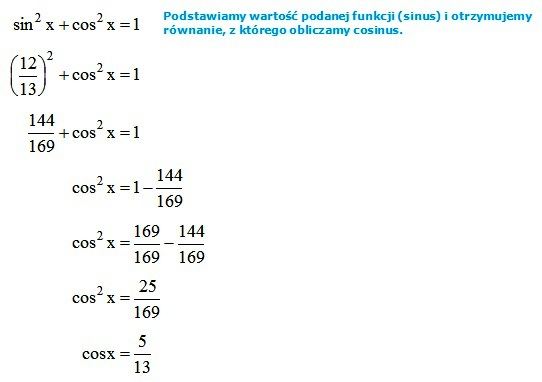 sin² x + cos² x = 1
Podstawiamy wartość podanej funkcji (sinus) i otrzymujemy
równanie, z którego obliczamy cosinus.
(12/13)² + cos² x = 1
144/169 + cos² x = 1
cos² x = 1 − 144/169
cos² x = 169/169 − 144/169
cos² x = 25/169
cosx = 5/13